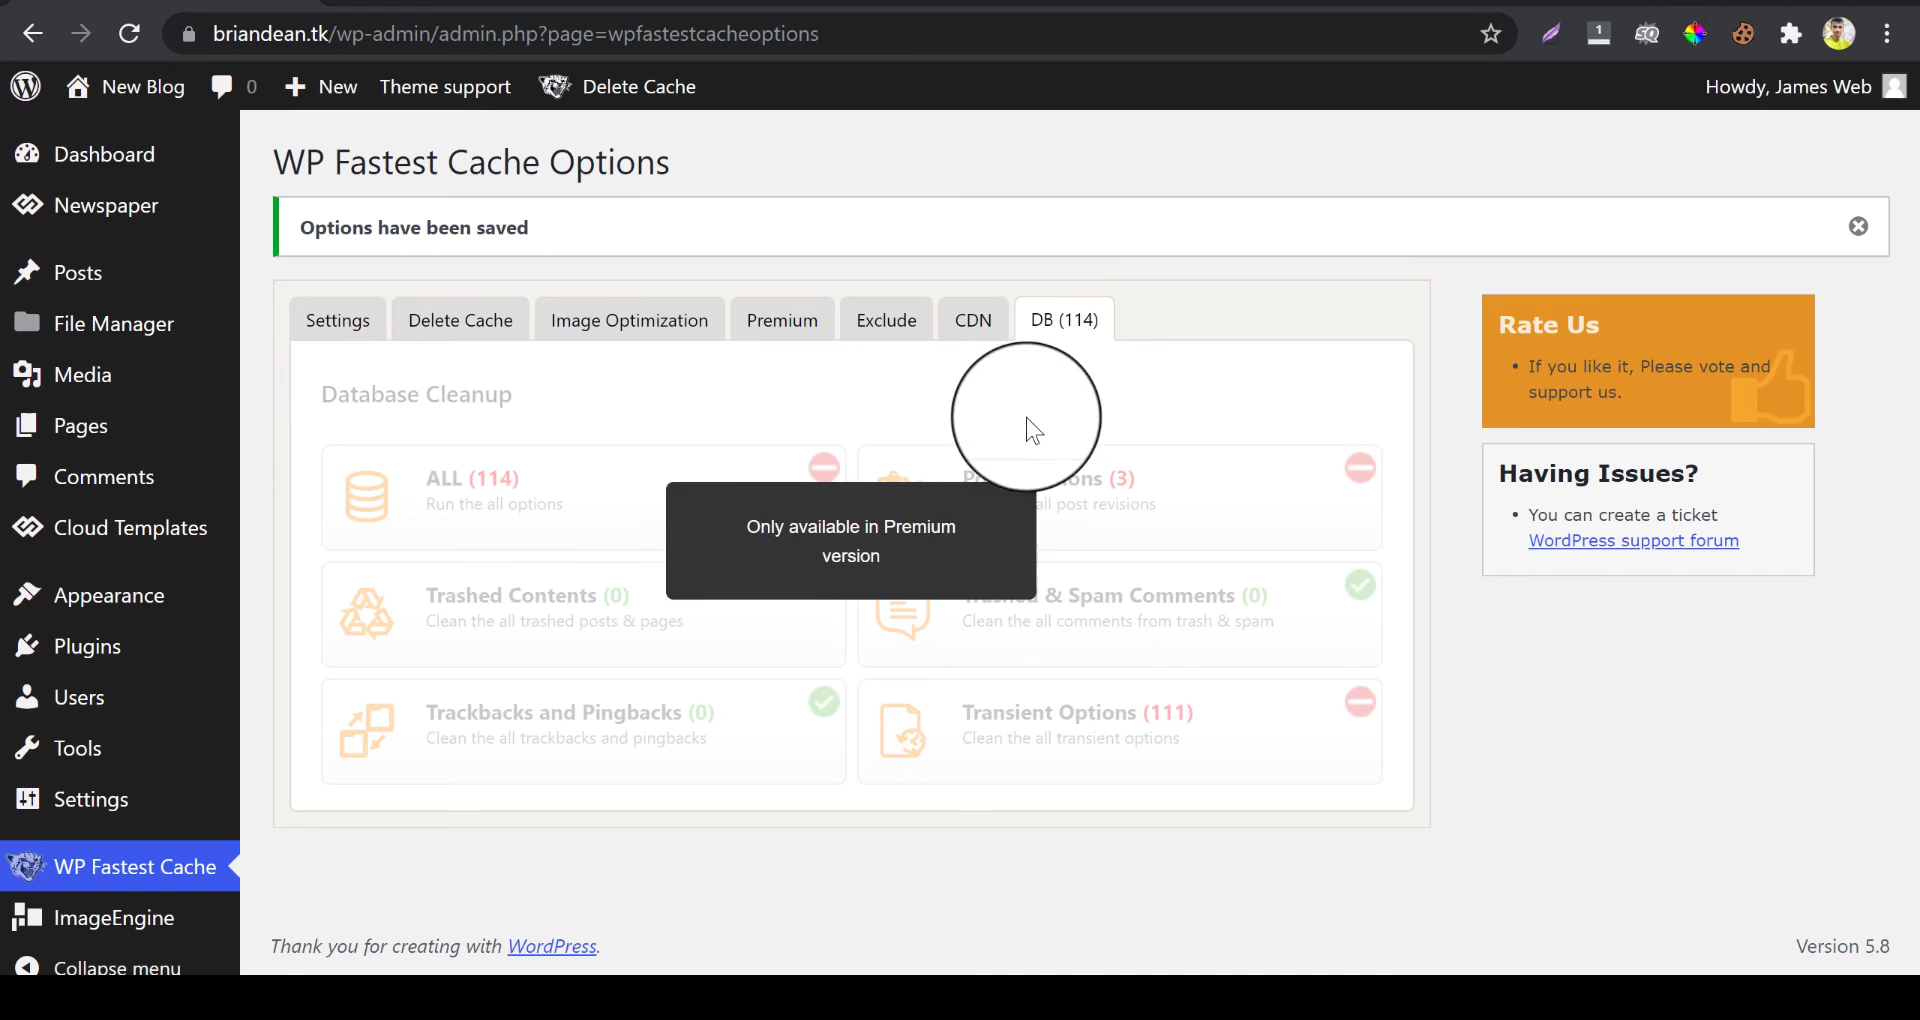 briandean.tk/wp-admin/admin.php?page=wpfastestcacheoptions
1
New Blog 0 New Theme support Delete Cache
Howdy, James Web
Dashboard
Newspaper
Posts
File Manager
Media
Pages
Comments
Cloud Templates
Appearance
Plugins
Users
Tools
Settings
WP Fastest Cache
ImageEngine
Collapse menu
WP Fastest Cache Options
Options have been saved
Settings Delete Cache Image Optimization Premium Exclude CDN DB (114)
Database Cleanup
ALL (114)
Run the all options
(3)
all post revisions
Only available in Premium
version
Trashed Contents (0)
Clean the all trashed posts & pages
& Spam Comments (0)
Clean the all comments from trash & spam
Trackbacks and Pingbacks (0)
Clean the all trackbacks and pingbacks
Transient Options (111)
Clean the all transient options
Rate Us
• If you like it, Please vote and
support us.
Having Issues?
• You can create a ticket
WordPress support forum
Thank you for creating with WordPress.
Version 5.8